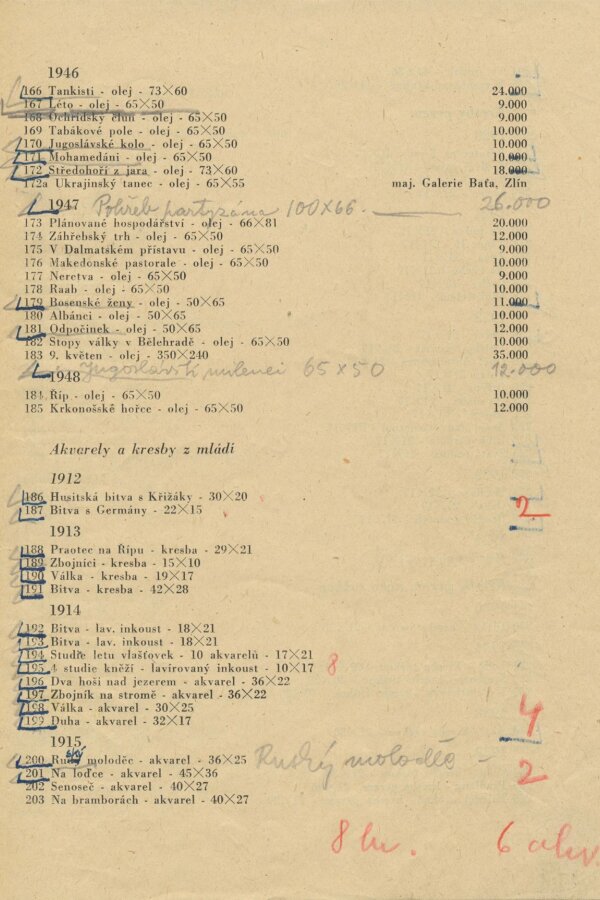 1946
166 Tankisti - olej - 73×60 24.000
167 Léto - olej - 65×50 9.000
168 Ochridský člun - olej - 65×50 9.000
169 Tabákové pole - olej - 65×50 10.000
170 Jugoslávské kolo - olej - 65×50 10.000
171 Mohamedáni - olej - 65×50 10.000
172 Středohoří z jara - olej - 73×60 18.000
172a Ukrajinský tanec - olej - 65×55 maj. Galerie Baťa, Zlín
1947 Pohřeb partyzána 100×66. 26.000
173 Plánované hospodářství - olej - 66×81 20.000
174 Záhřebský trh - olej - 65×50 12.000
175 V Dalmatském přístavu - olej - 65×50 9.000
176 Makedonské pastorale - olej - 65×50 10.000
177 Neretva - olej - 65×50 9.000
178 Raab - olej - 65×50 10.000
179 Bosenské ženy - olej - 50×65 11.000
180 Albánci - olej - 50×65 10.000
181 Odpočinek - olej - 50×65 12.000
182 Stopy války v Bělehradě - olej - 65×50 10.000
183 9. květen - olej - 350×240 35.000
Jugoslávští milenci 65×50 12.000
1948
184 Říp - olej - 65×50 10.000
185 Krkonošské hořce - olej - 65×50 12.000
Akvarely a kresby z mládí
1912
186 Husitská bitva s Křižáky - 30×20
187 Bitva s Germány - 22×15 2
1913
188 Praotec na Řípu - kresba - 29×21
189 Zbojníci - kresba - 15×10
190 Válka - kresba - 19×17
191 Bitva - kresba - 42×28
1914
192 Bitva - lav. inkoust - 18×21
193 Bitva - lav. inkoust - 18×21
194 Studie letu vlašťovek - 10 akvarelů - 17×21
195 4 studie kněží - lavírovaný inkoust - 10×17 8
196 Dva hoši nad jezerem - akvarel - 36×22
197 Zbojník na stromě - akvarel - 36×22
198 Válka - akvarel - 30×25
199 Duha - akvarel - 32×17 4
1915
200 Ruský moloděc - akvarel - 36×25 Ruský moloděc -
201 Na loďce - akvarel - 45×36 2
202 Senoseč - akvarel - 40×27
203 Na bramborách - akvarel - 40×27
8 kr. 6 akv.